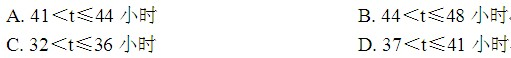 A. 41＜t≤44 小时 B. 44＜t≤48 小时
C. 32＜t≤36 小时 D. 37＜t≤41 小时